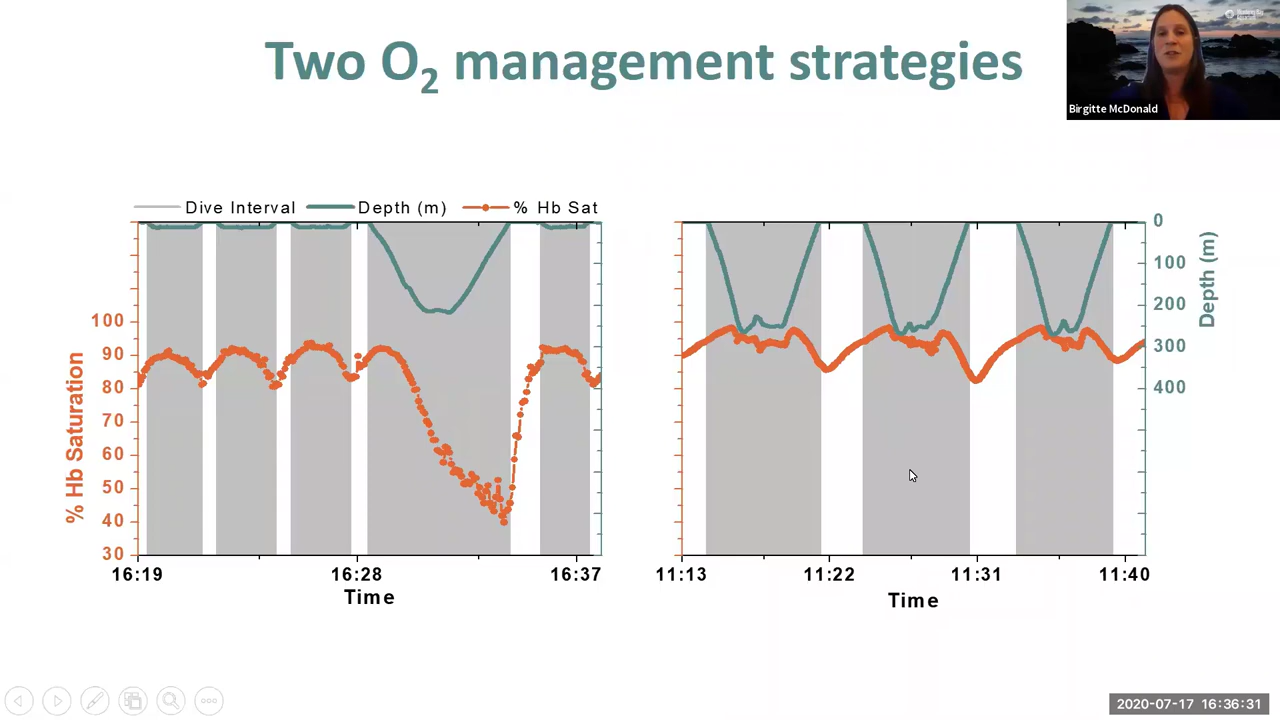 Two O2 management strategies
Birgitte McDonald
Dive Interval Depth (m) % Hb Sat
% Hb Saturation
100
90
80
70
60
50
40
30
16:19 16:28 16:37
Time
11:13 11:22 11:31 11:40
Time
0
100
200
300
400
Depth (m)
2020-07-17 16:36:31